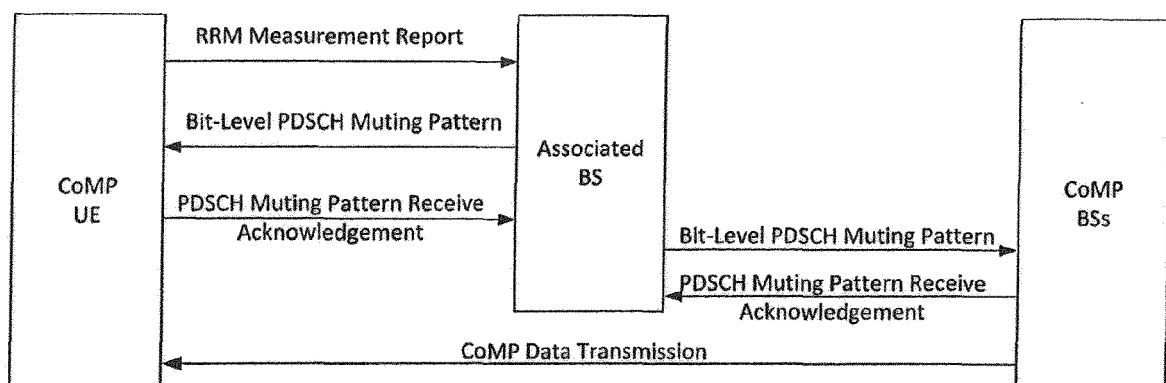 RRM Measurement Report
Bit-Level PDSCH Muting Pattern
Associated
BS
CoMP
UE
PDSCH Muting Pattern Receive
Acknowledgement
CoMP
BSs
Bit-Level PDSCH Muting Pattern
PDSCH Muting Pattern Receive
Acknowledgement
CoMP Data Transmission